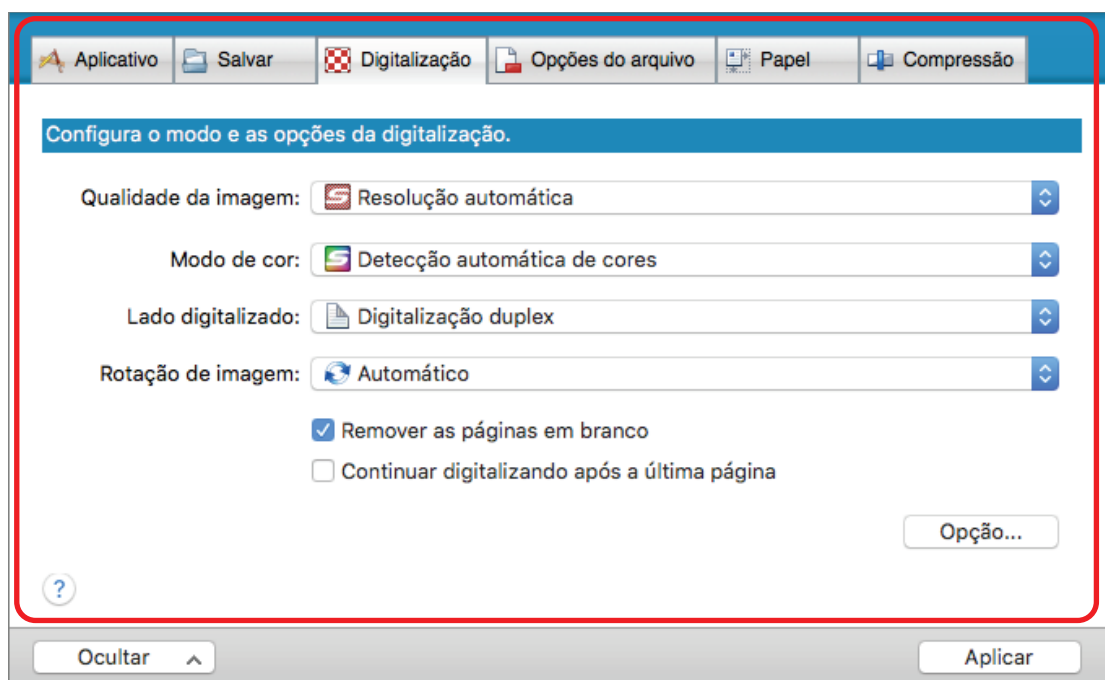 Aplicativo Salvar Digitalização Opções do arquivo Papel Compressão
Configura o modo e as opções da digitalização.
Qualidade da imagem: Resolução automática
Modo de cor: Detecção automática de cores
Lado digitalizado: Digitalização duplex
Rotação de imagem: Automático
Remover as páginas em branco
Continuar digitalizando após a última página
Opção...
?
Ocultar Aplicar